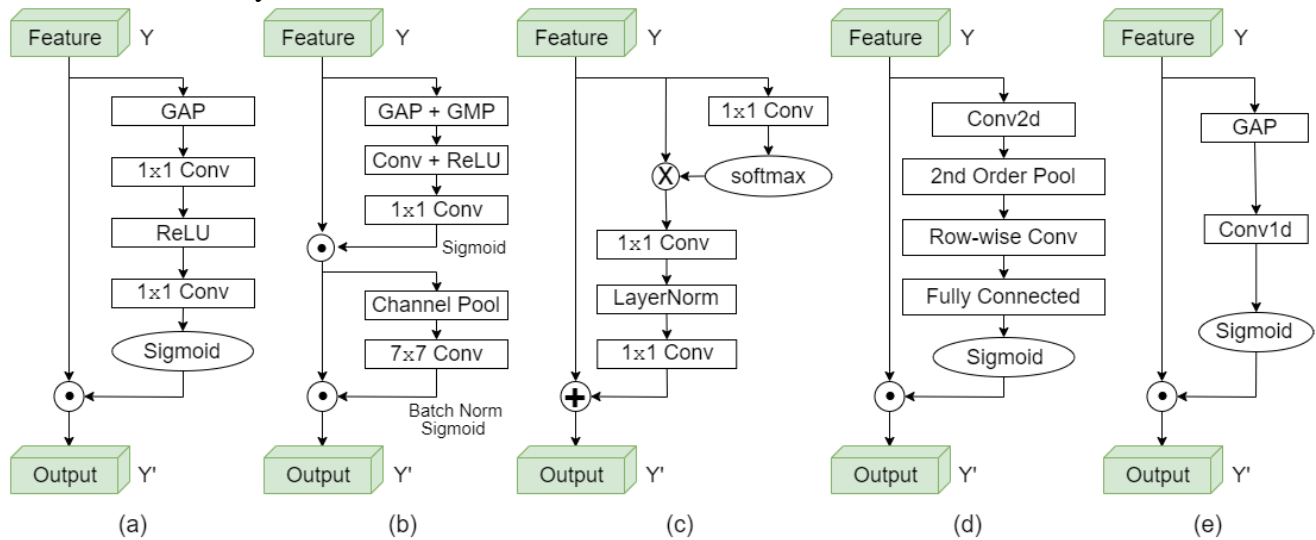 Feature Y
GAP
1x1 Conv
ReLU
1x1 Conv
Sigmoid
Output Y'
(a)
Feature Y
GAP + GMP
Conv + ReLU
1x1 Conv
Sigmoid
Channel Pool
7x7 Conv
Batch Norm
Sigmoid
Output Y'
(b)
Feature Y
1x1 Conv
softmax
X
1x1 Conv
LayerNorm
1x1 Conv
+
Output Y'
(c)
Feature Y
Conv2d
2nd Order Pool
Row-wise Conv
Fully Connected
Sigmoid
Output Y'
(d)
Feature Y
GAP
Conv1d
Sigmoid
Output Y'
(e)